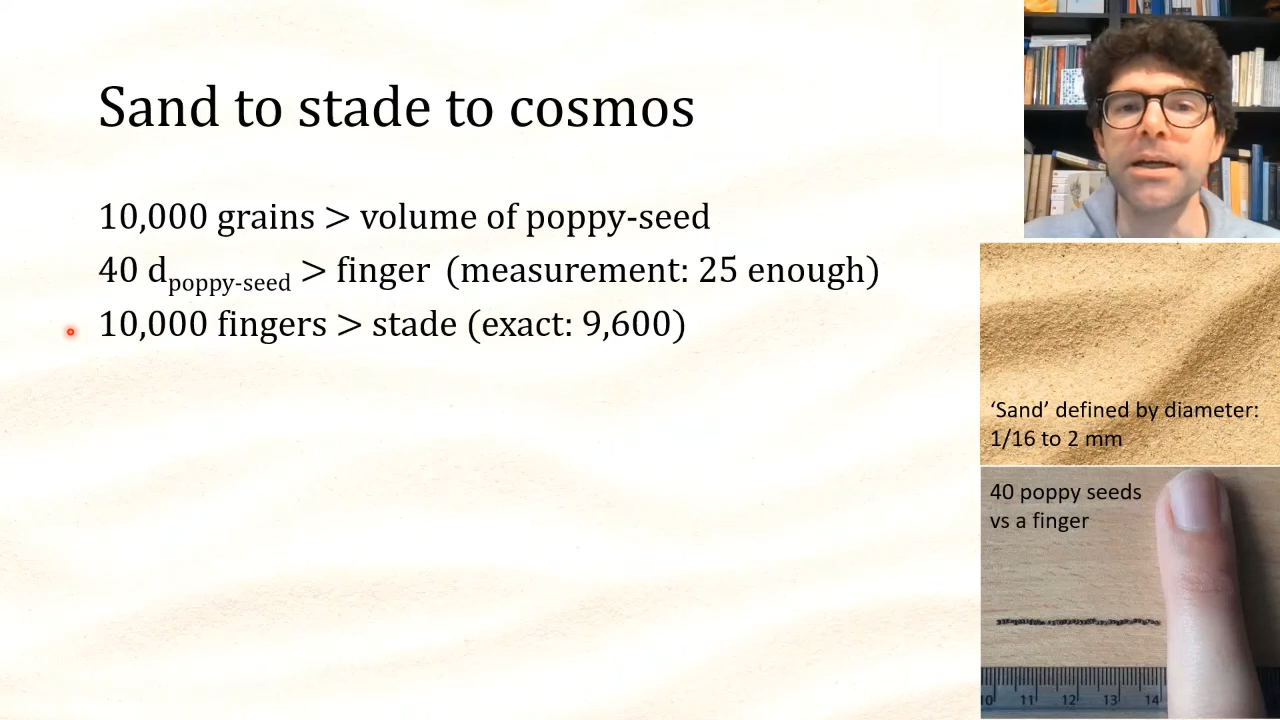 Sand to stade to cosmos
10,000 grains > volume of poppy-seed
40 dpoppy-seed > finger (measurement: 25 enough)
10,000 fingers > stade (exact: 9,600)
‘Sand’ defined by diameter:
1/16 to 2 mm
40 poppy seeds
vs a finger
10 11 12 13 14